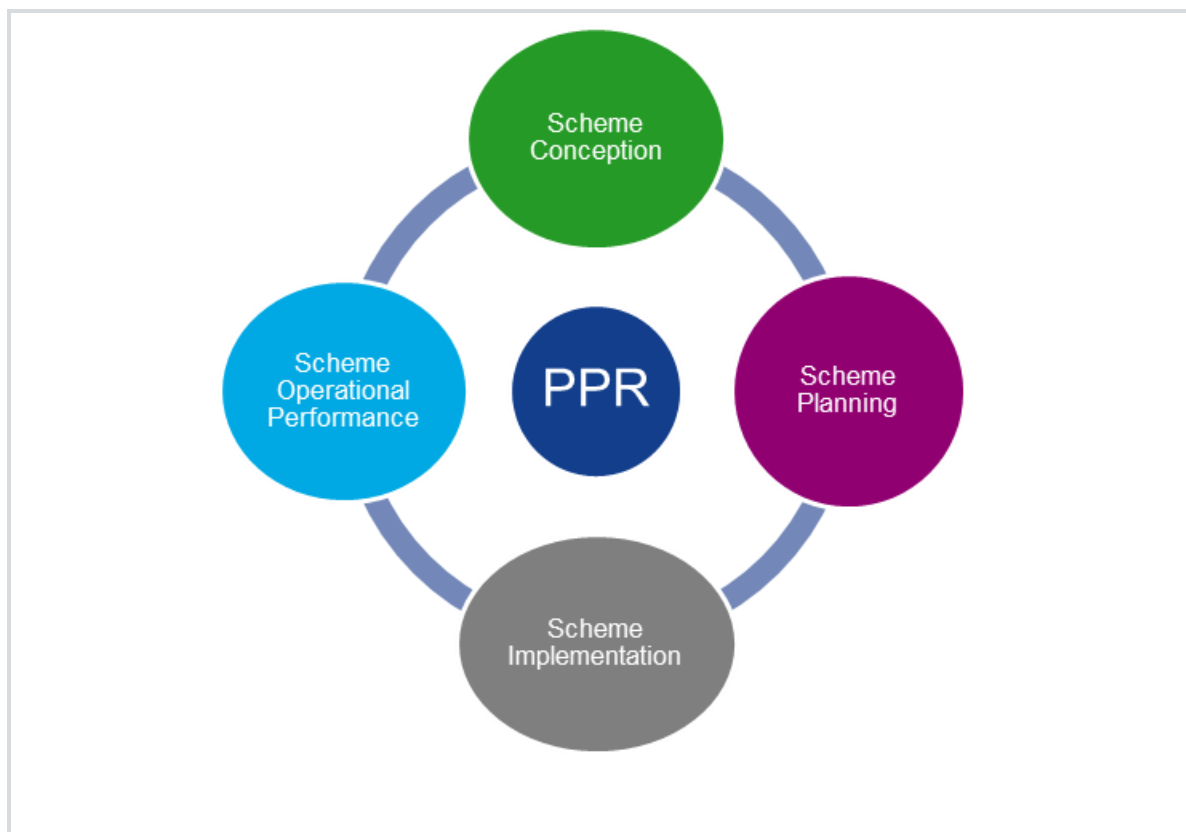 Scheme
Conception
Scheme
Operational
Performance
PPR
Scheme
Planning
Scheme
Implementation